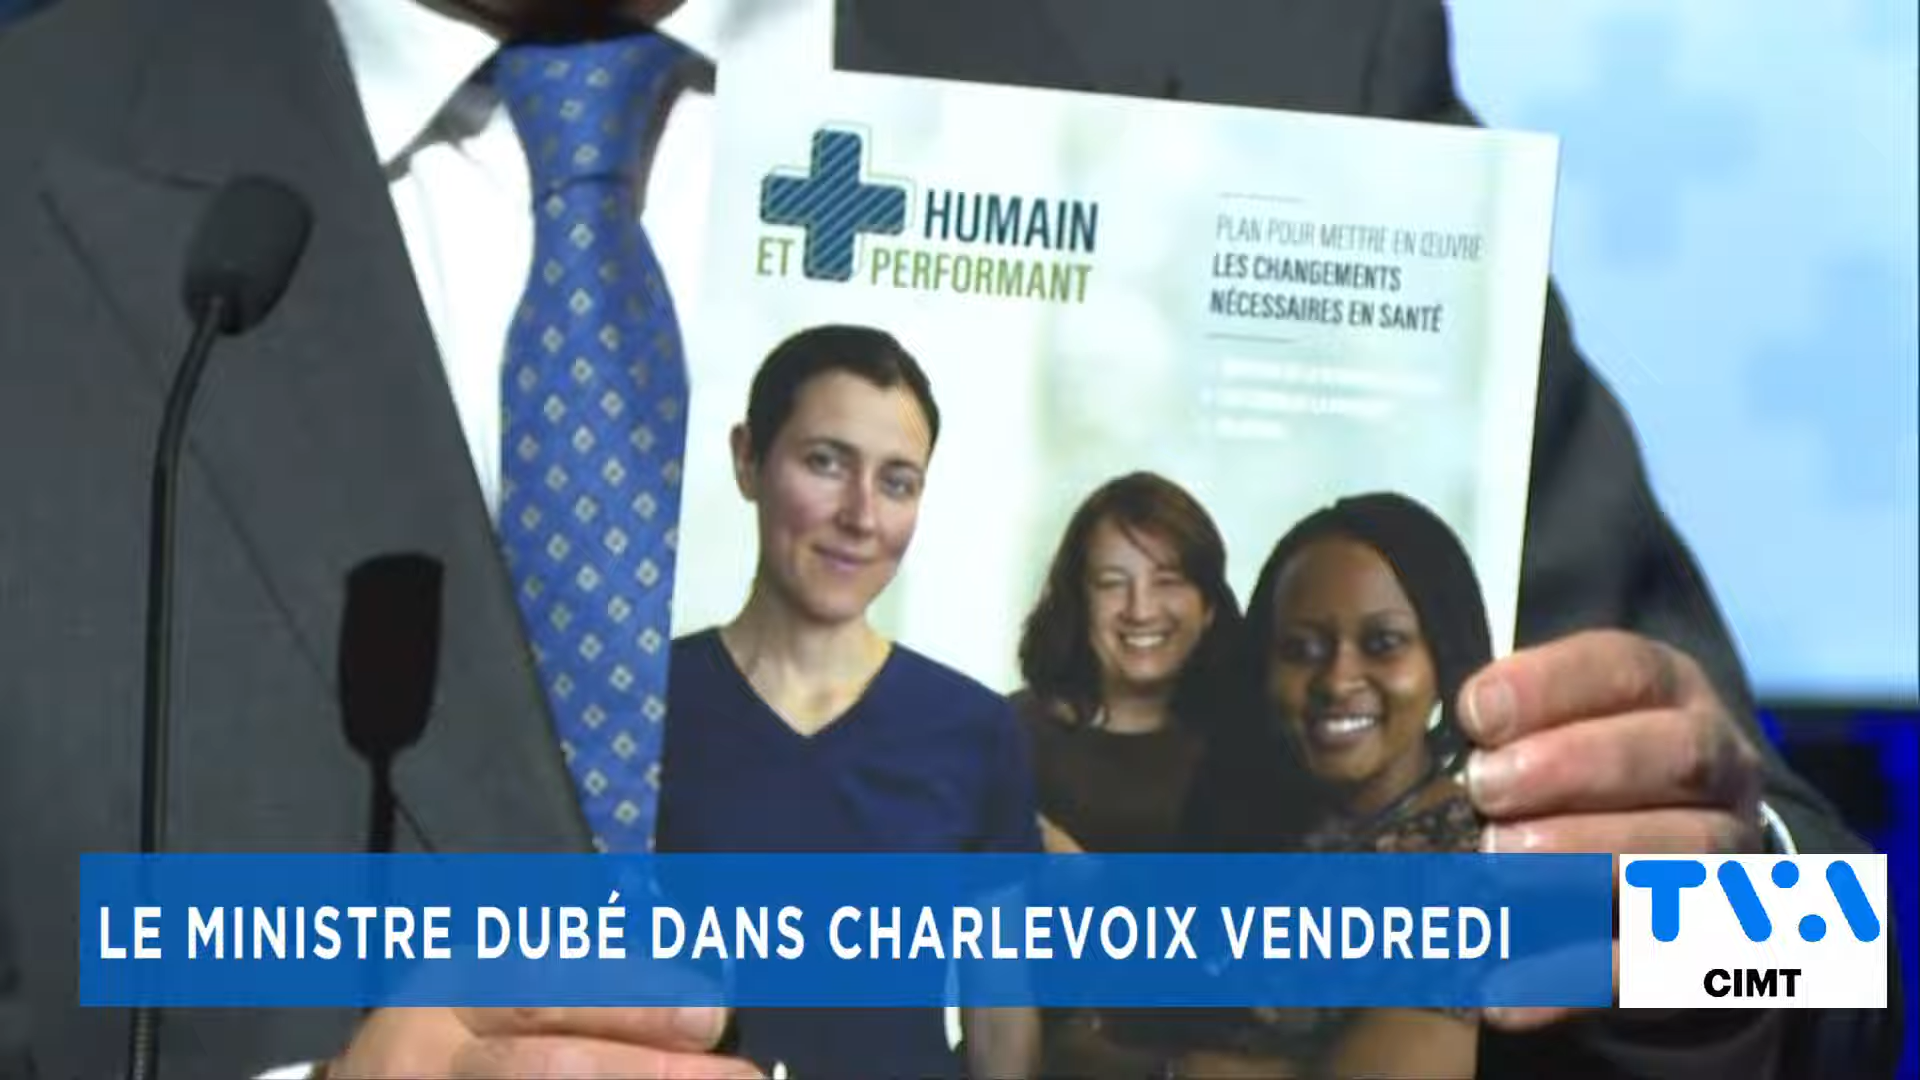 HUMAIN
ET PERFORMANT
PLAN POUR METTRE EN ŒUVRE
LES CHANGEMENTS
NÉCESSAIRES EN SANTÉ
LE MINISTRE DUBÉ DANS CHARLEVOIX VENDREDI
TVA
CIMT